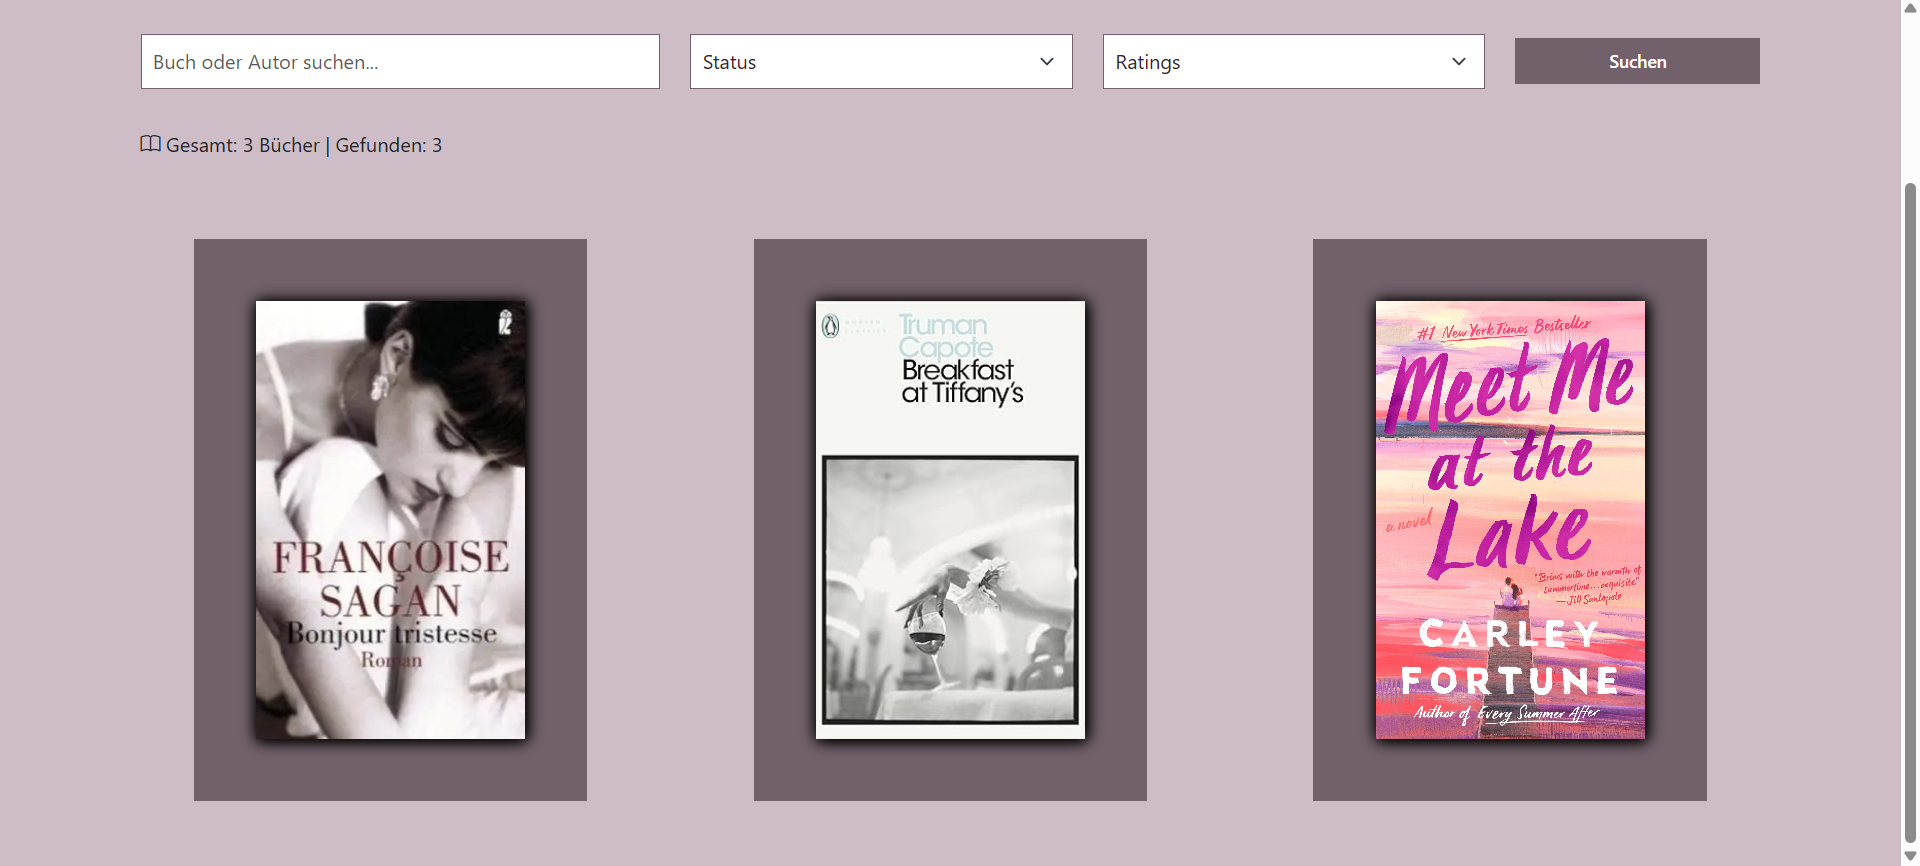 Buch oder Autor suchen...
Status
Ratings
Suchen
Gesamt: 3 Bücher | Gefunden: 3
FRANÇOISE
SAGAN
Bonjour tristesse
Roman
MODERN
CLASSICS
Truman
Capote
Breakfast
at Tiffany's
#1 New York Times Bestseller
Meet Me
at the
Lake
a novel
"Brims with the warmth of
summertime...exquisite."
—Jill Santopolo
CARLEY
FORTUNE
Author of Every Summer After